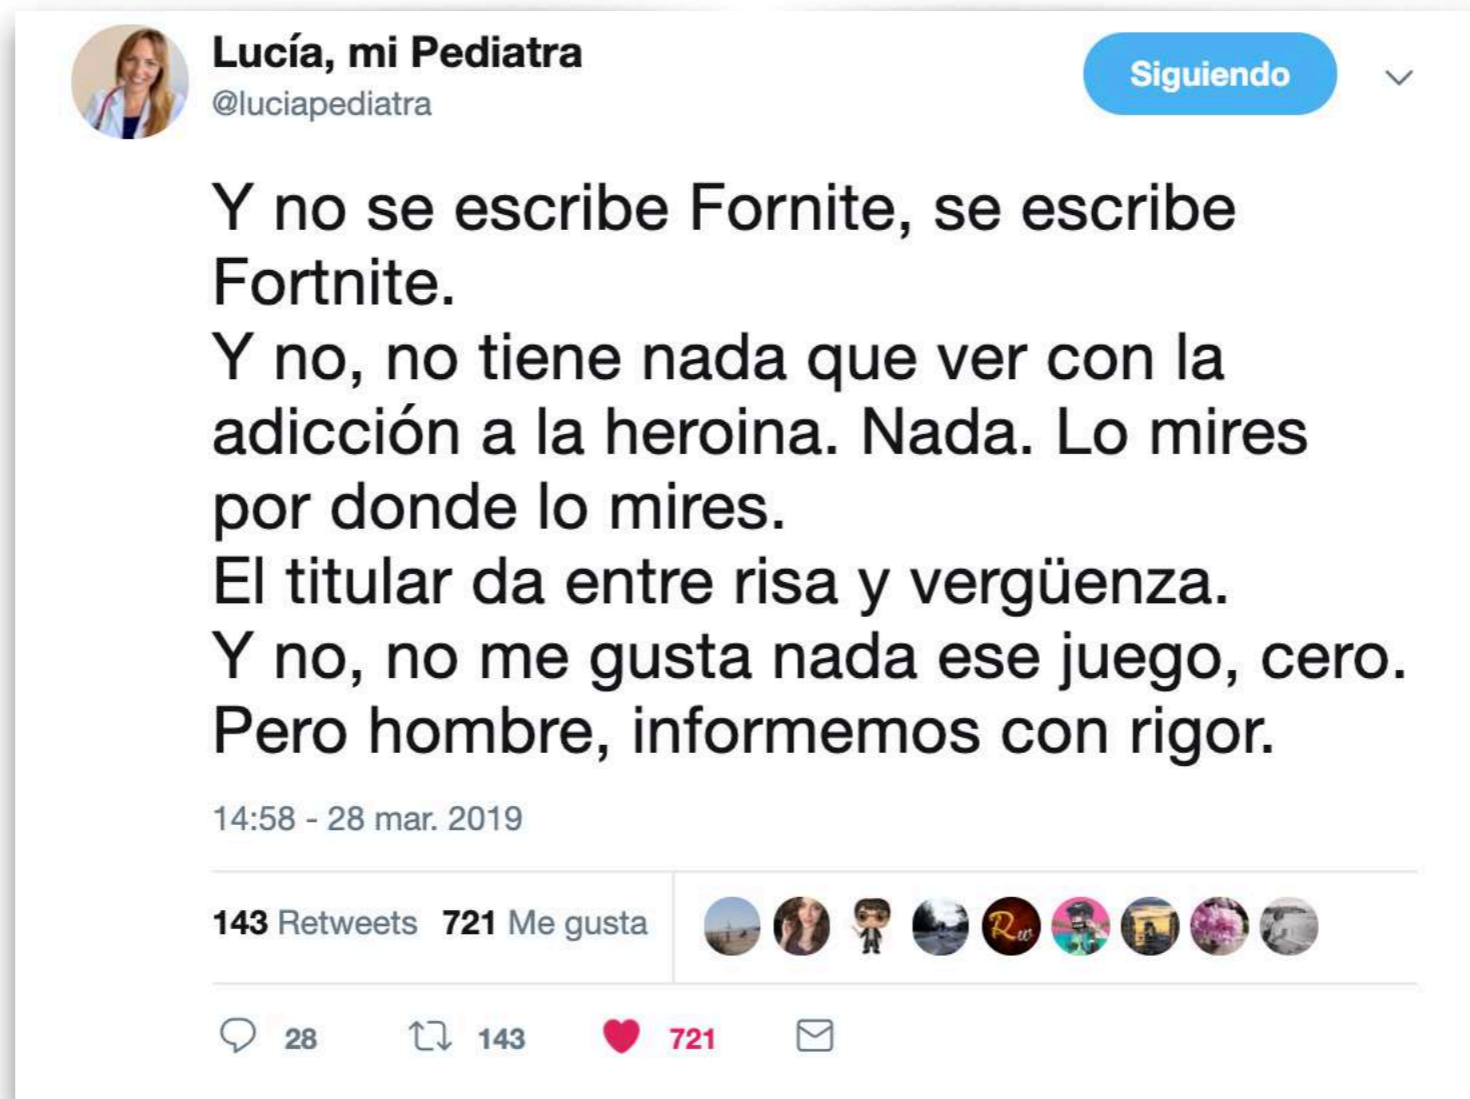 Lucía, mi Pediatra
@luciapediatra
Siguiendo
Y no se escribe Fornite, se escribe
Fortnite.
Y no, no tiene nada que ver con la
adicción a la heroina. Nada. Lo mires
por donde lo mires.
El titular da entre risa y vergüenza.
Y no, no me gusta nada ese juego, cero.
Pero hombre, informemos con rigor.
14:58 - 28 mar. 2019
143 Retweets 721 Me gusta
Rw
28 143 721